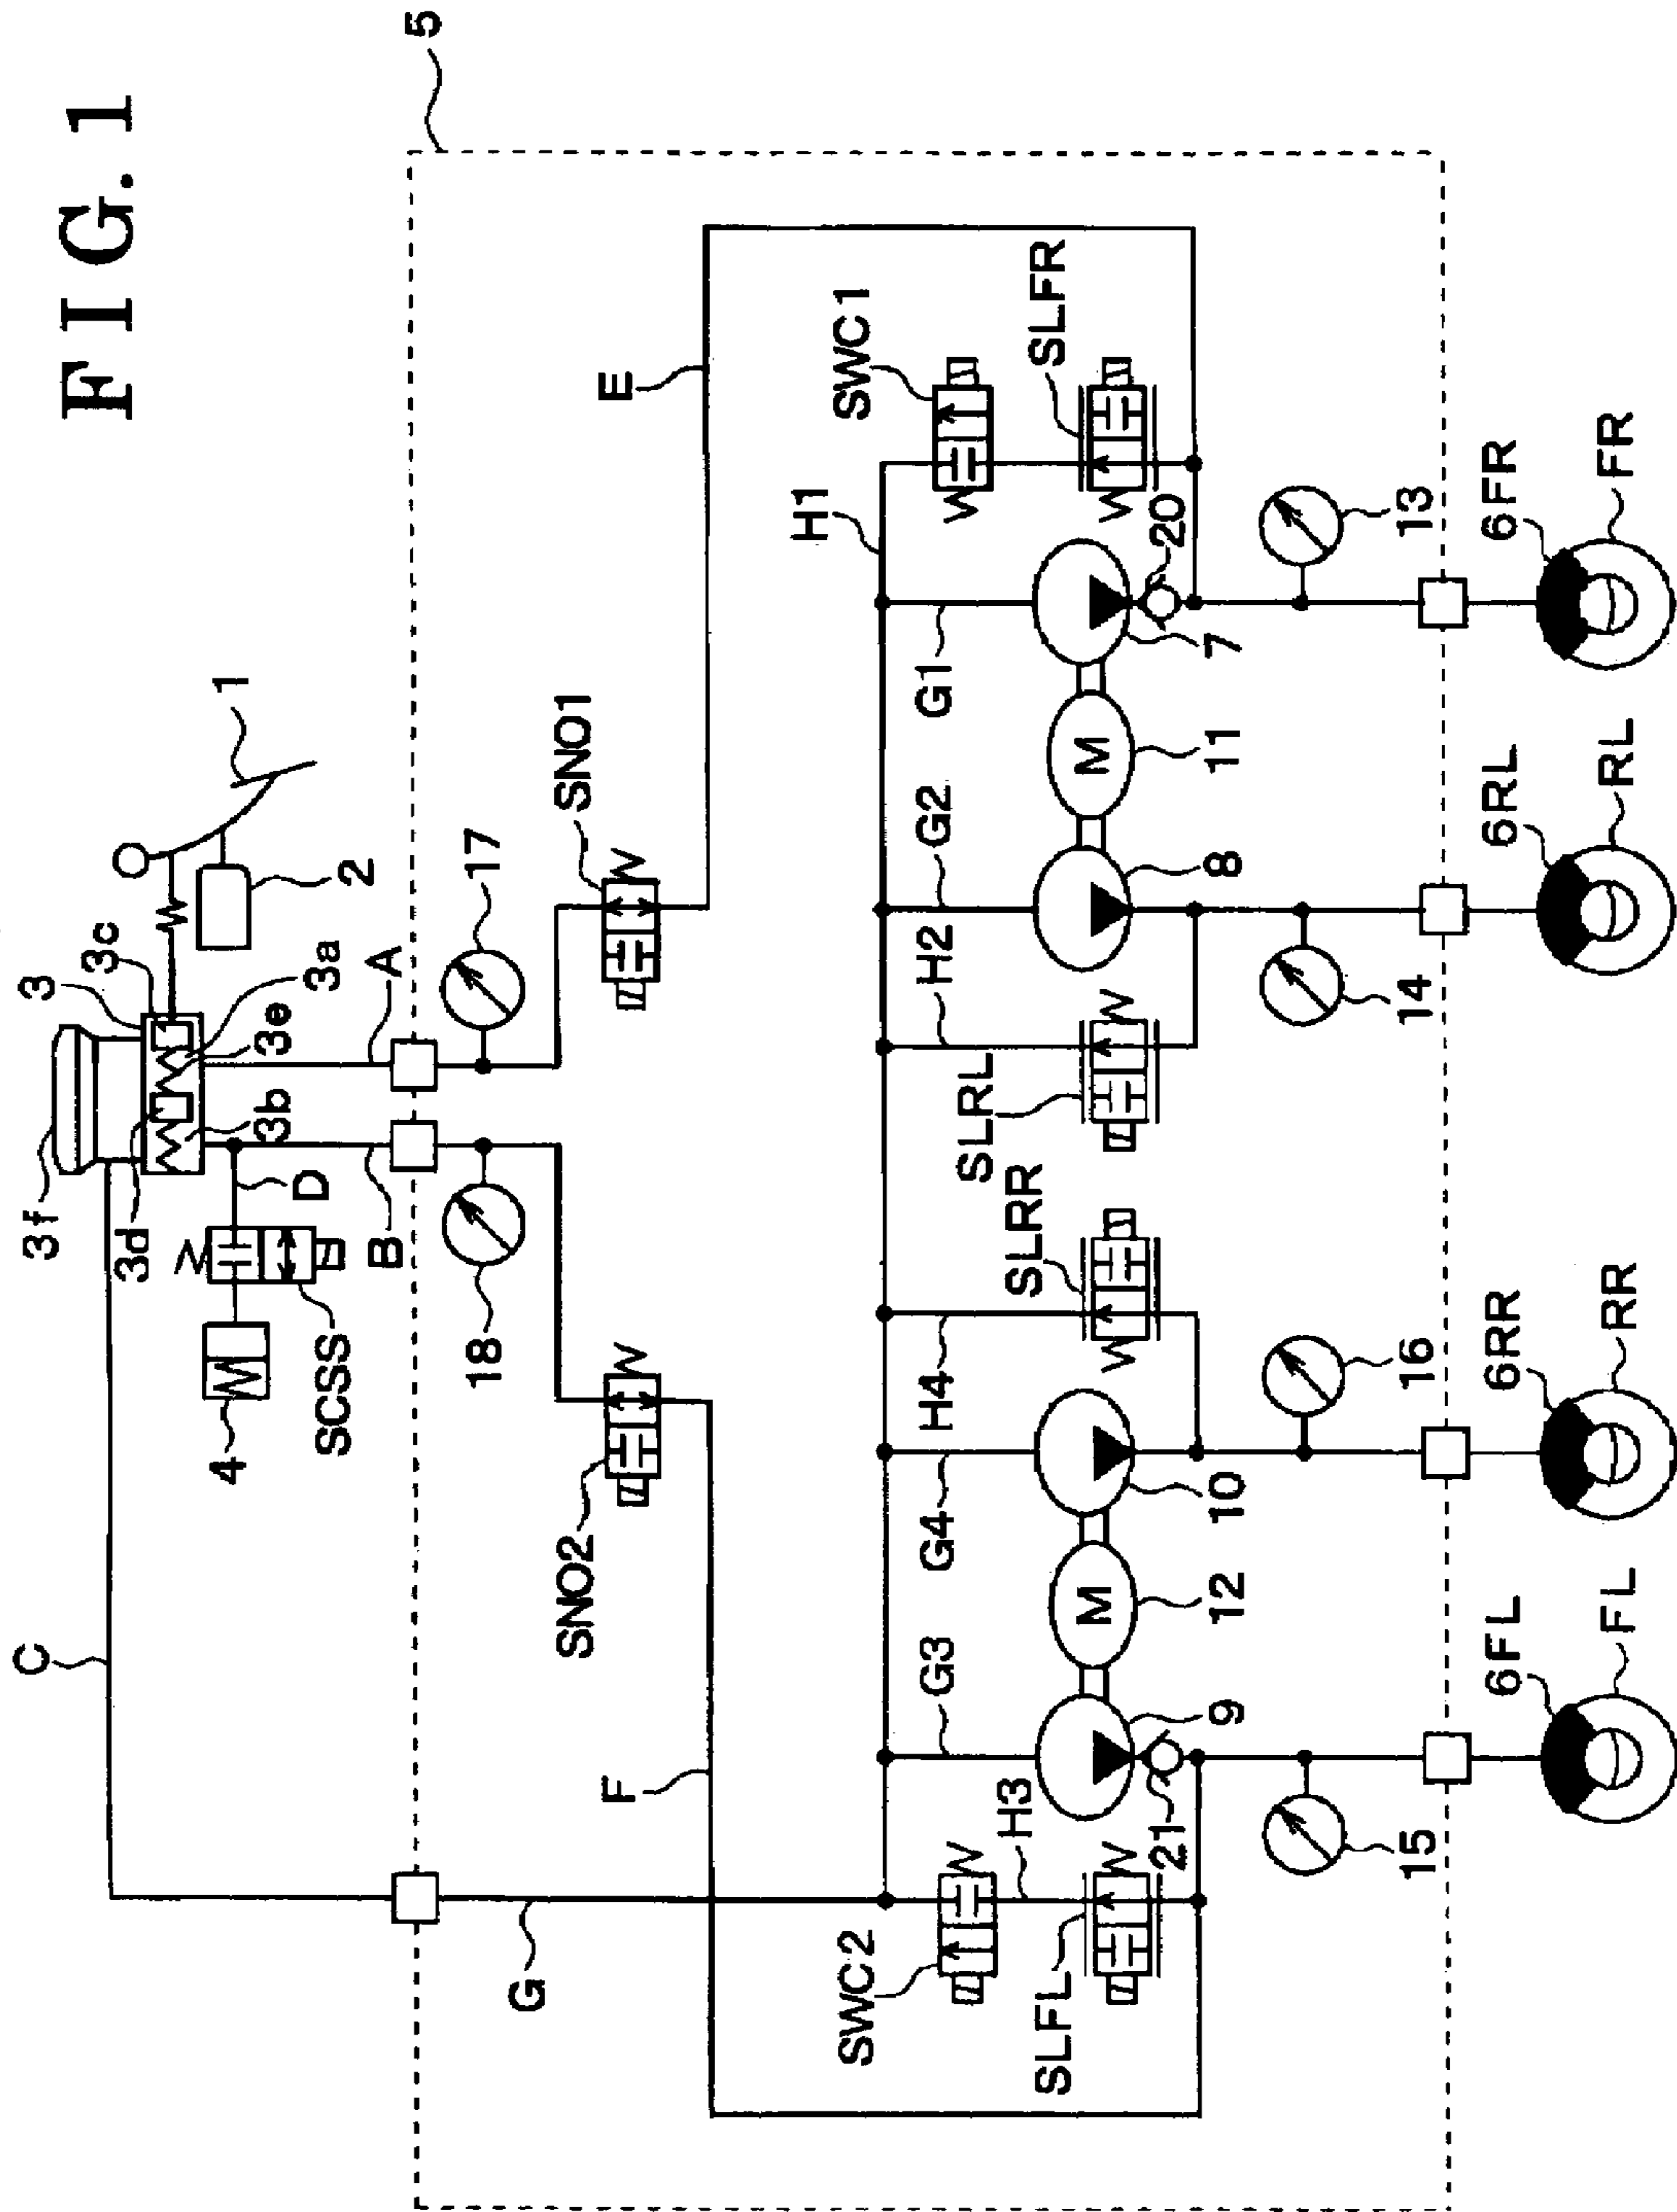 FIG. 1
5
1
2
3
3c
3a
3e
3b
3d
3f
A
B
C
D
4
SCSS
17
18
SNO1
SNO2
E
F
G
SWC1
SLFR
H1
G1
G2
H2
SLRL
SLRR
H4
G4
G3
H3
SWC2
SLFL
20
7
M
11
8
10
M
12
9
21
13
14
16
15
6FR
FR
6RL
RL
6RR
RR
6FL
FL